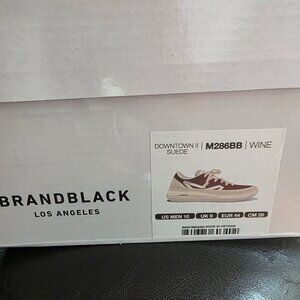 DOWNTOWN II SUEDE | M286BB | WINE
BRANDBLACK
LOS ANGELES
US MEN 10 UK 9 EUR 44 CM 28
MADE IN VIETNAM